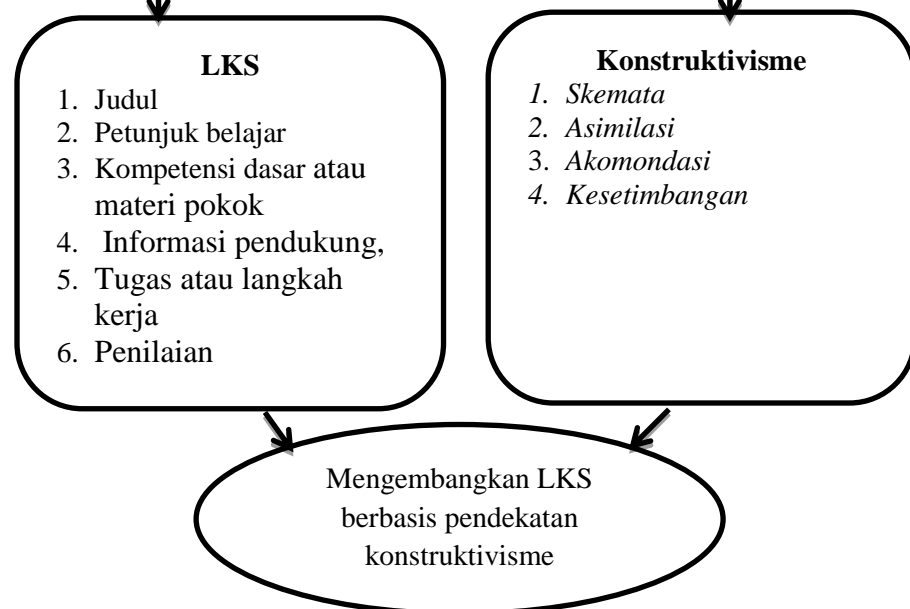 LKS
1. Judul
2. Petunjuk belajar
3. Kompetensi dasar atau
materi pokok
4. Informasi pendukung,
5. Tugas atau langkah
kerja
6. Penilaian
Konstruktivisme
1. Skemata
2. Asimilasi
3. Akomondasi
4. Kesetimbangan
Mengembangkan LKS
berbasis pendekatan
konstruktivisme